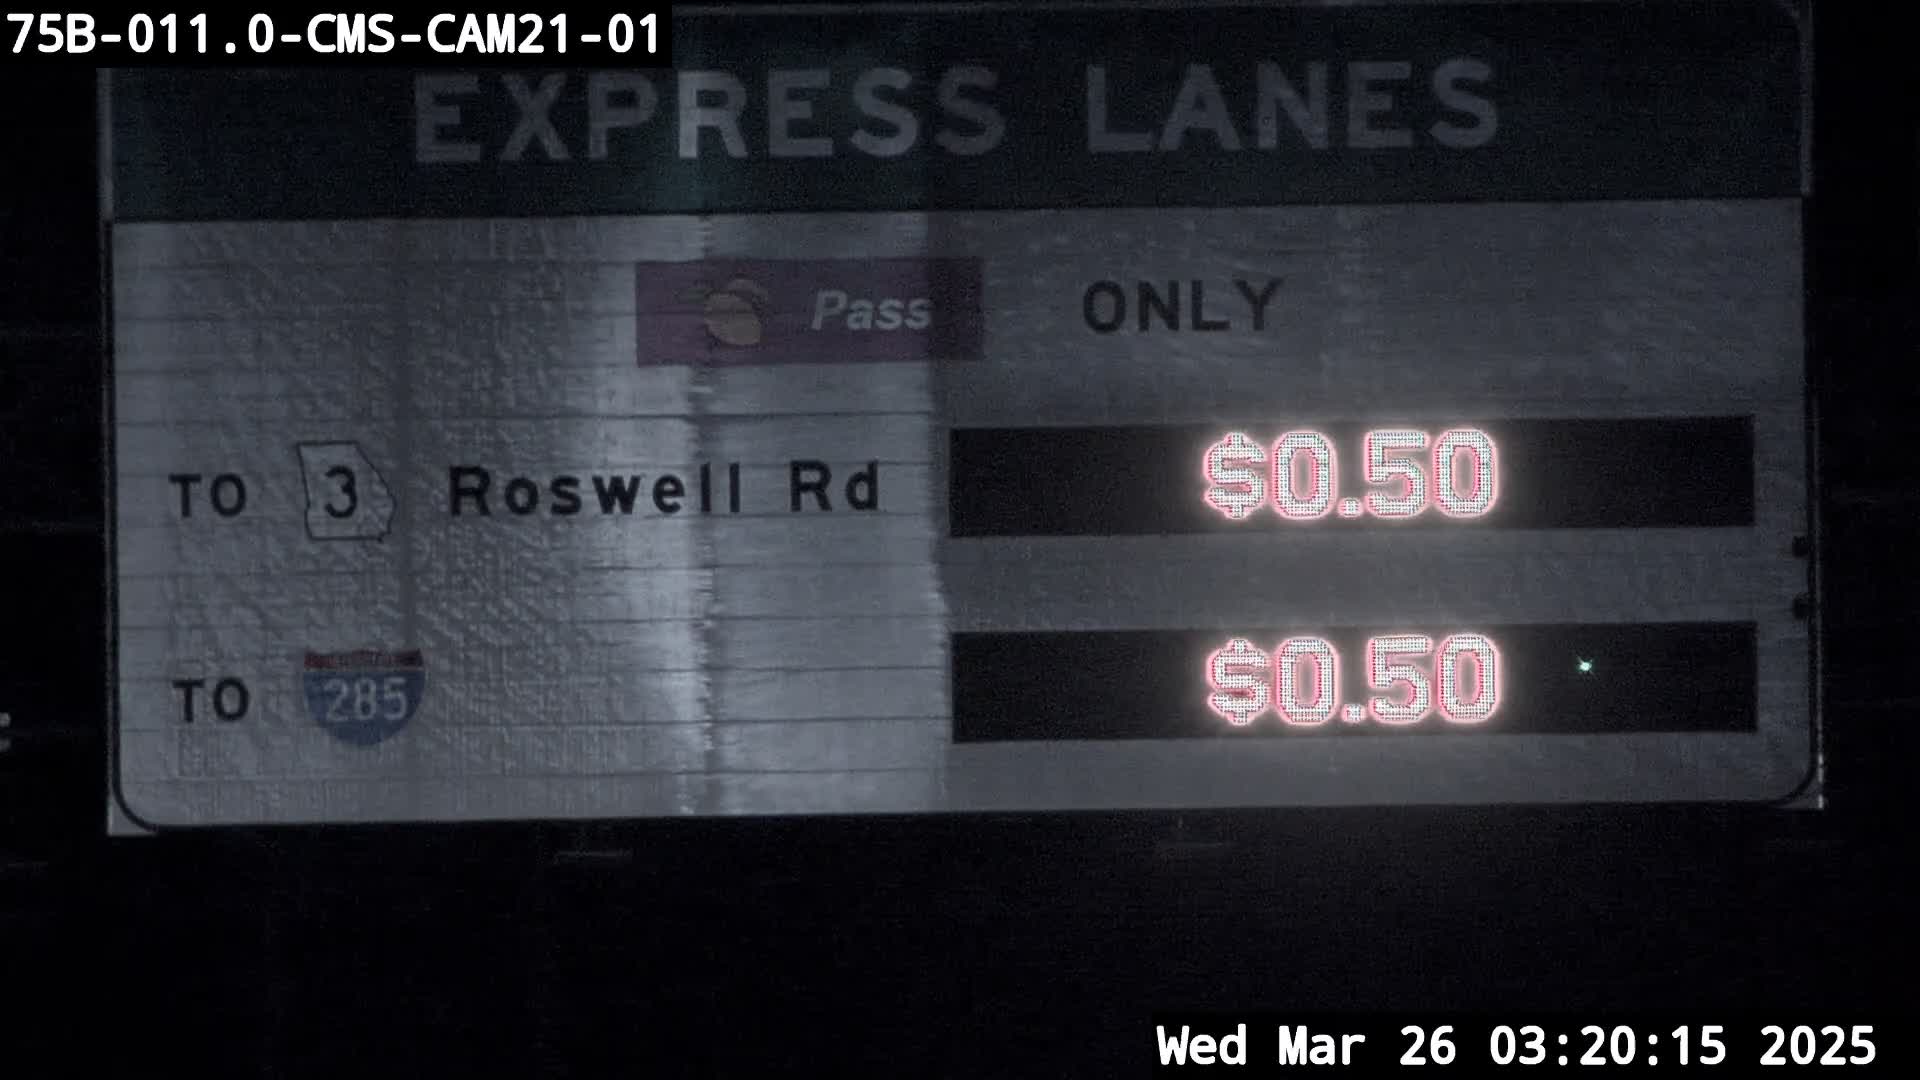 75B-011.0-CMS-CAM21-01
EXPRESS LANES
Pass ONLY
TO 3 Roswell Rd $0.50
TO 285 $0.50
Wed Mar 26 03:20:15 2025